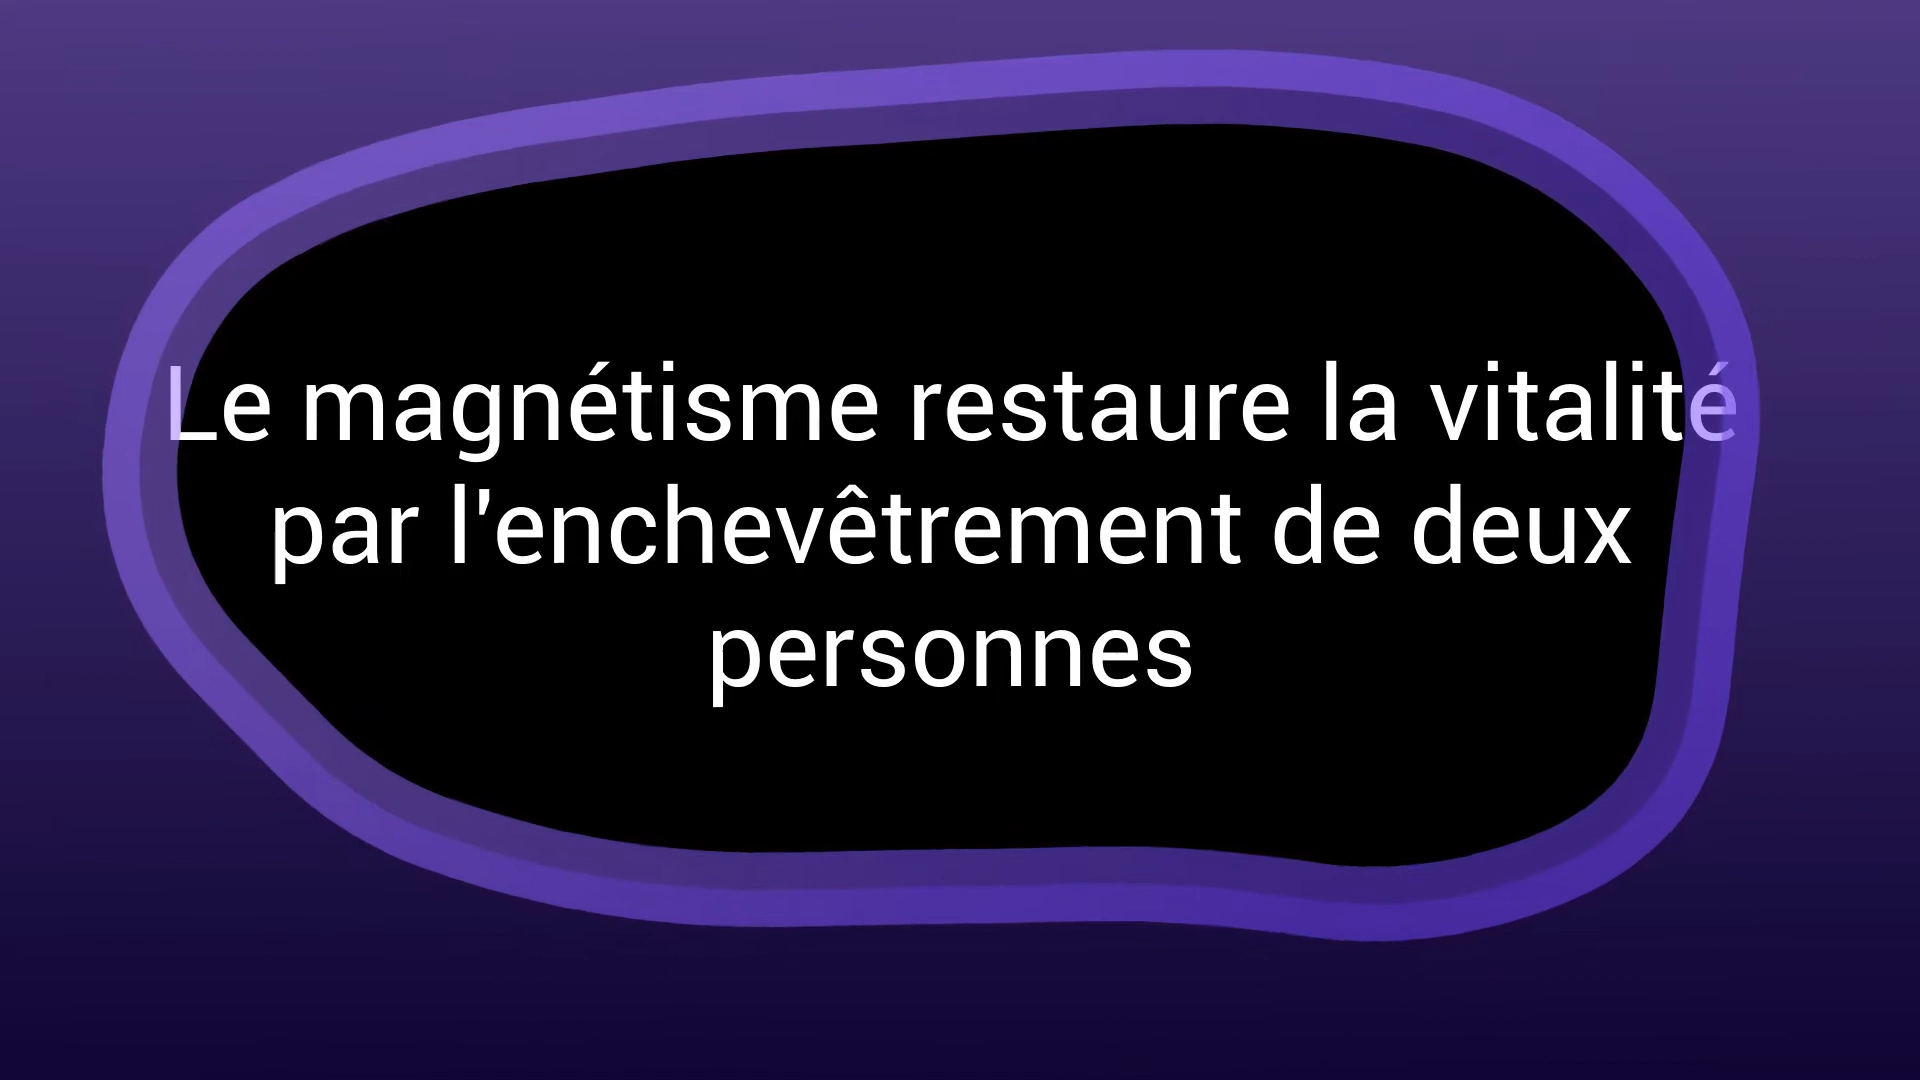 Le magnétisme restaure la vitalité
par l'enchevêtrement de deux
personnes